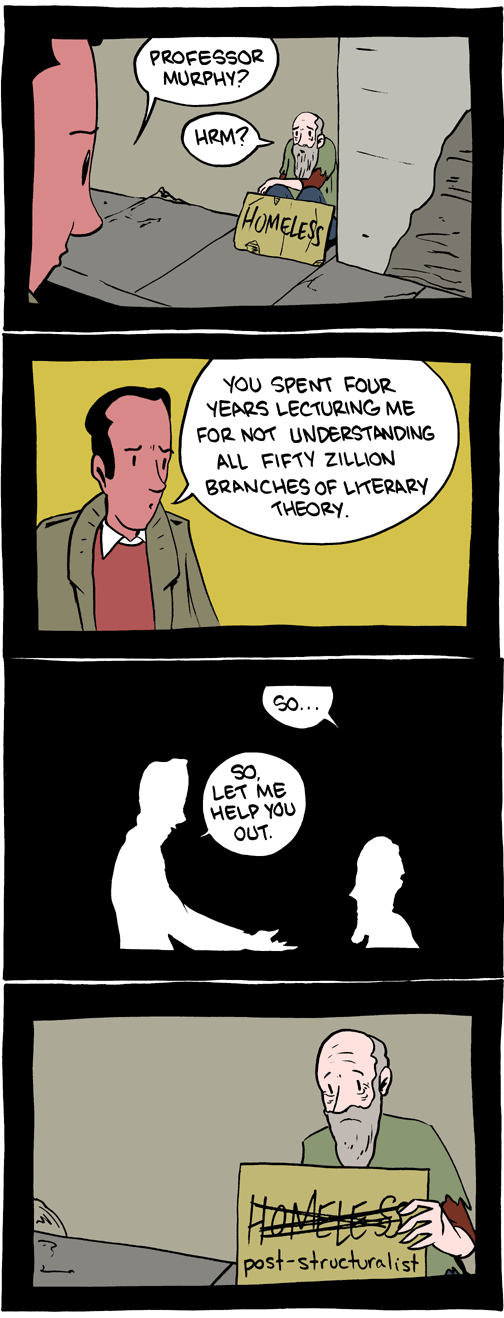 PROFESSOR
MURPHY?
HRM?
HOMELESS
YOU SPENT FOUR
YEARS LECTURING ME
FOR NOT UNDERSTANDING
ALL FIFTY ZILLION
BRANCHES OF LITERARY
THEORY.
SO...
SO,
LET ME
HELP YOU
OUT.
HOMELESS
post-structuralist